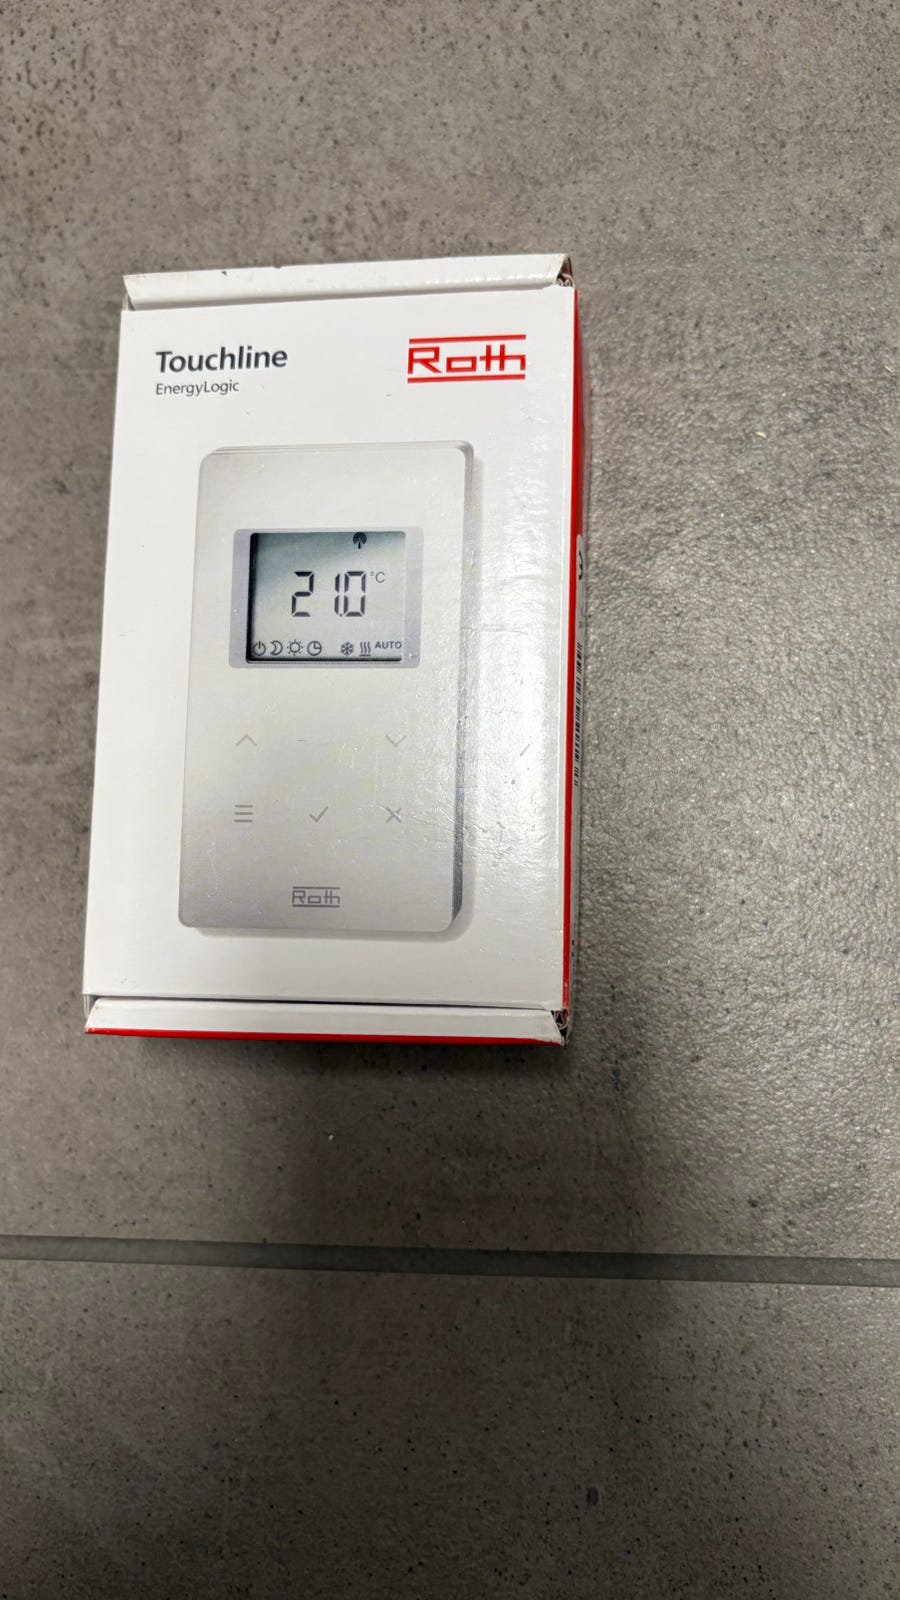 Touchline
EnergyLogic
Roth
21.0 °C
AUTO
Roth